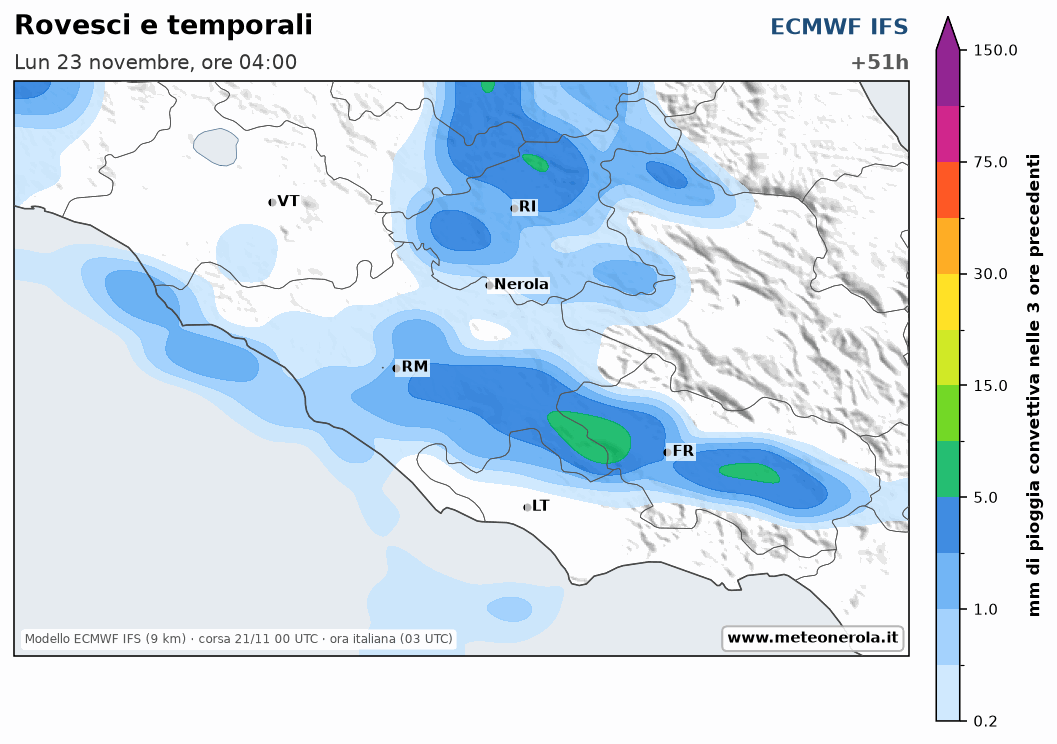 Rovesci e temporali
ECMWF IFS
Lun 23 novembre, ore 04:00
+51h
VT
RI
Nerola
RM
FR
LT
Modello ECMWF IFS (9 km) · corsa 21/11 00 UTC · ora italiana (03 UTC)
www.meteonerola.it
150.0
75.0
30.0
15.0
5.0
1.0
0.2
mm di pioggia convettiva nelle 3 ore precedenti